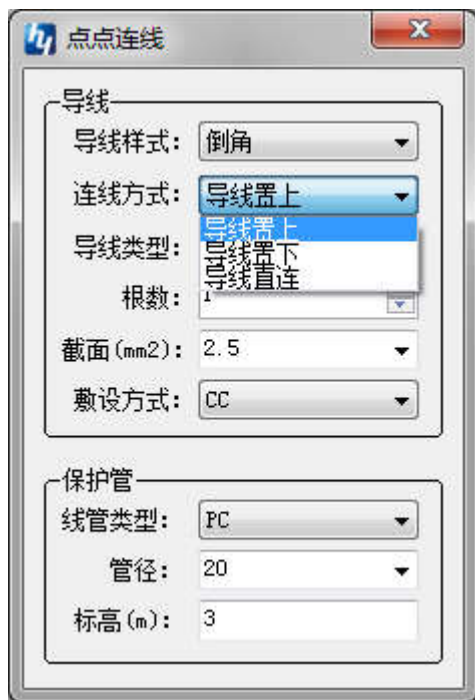 hy 点点连线
导线
导线样式: 倒角
连线方式: 导线置上
导线置上
导线类型: 导线置下
导线直连
根数:
截面(mm2): 2.5
敷设方式: CC
保护管
线管类型: PC
管径: 20
标高(m): 3